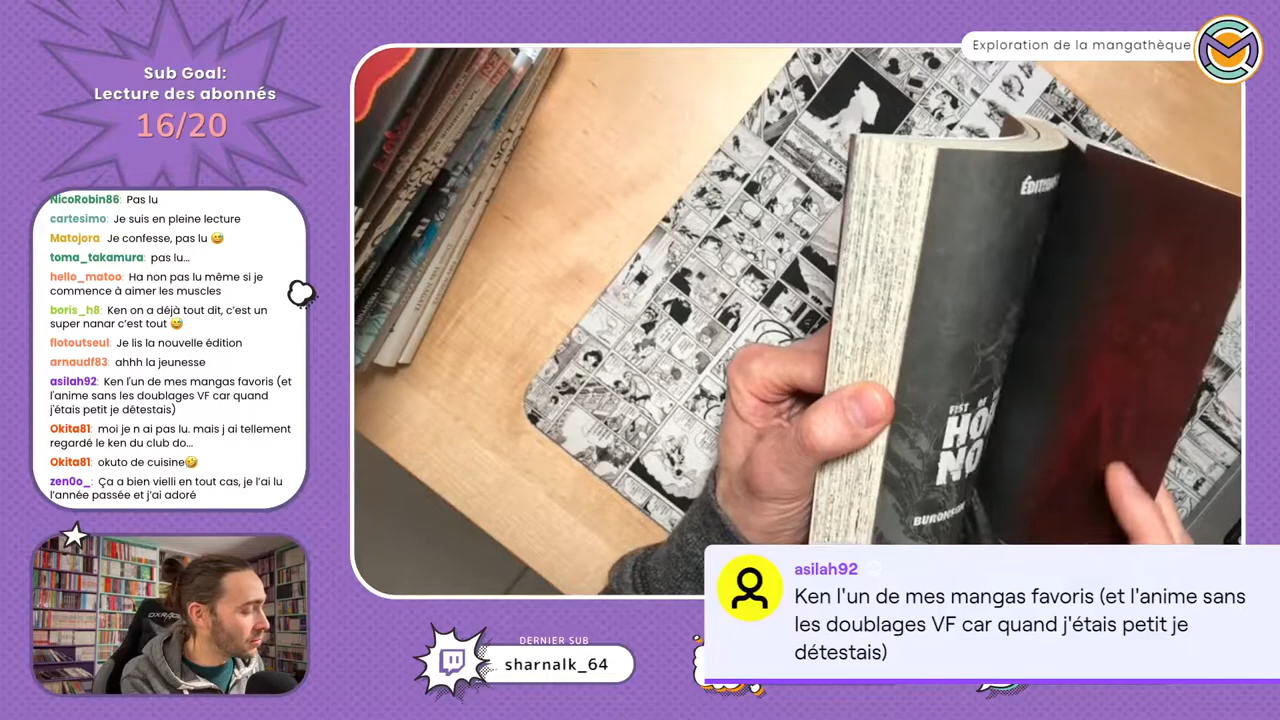 Sub Goal:
Lecture des abonnés
16/20
NicoRobin86: Pas lu
cartesimo: Je suis en pleine lecture
Matojora: Je confesse, pas lu 😅
toma_takamura: pas lu...
hello_matoo: Ha non pas lu même si je
commence à aimer les muscles
boris_h8: Ken on a déjà tout dit, c'est un
super nanar c'est tout 😅
flotoutseul: Je lis la nouvelle édition
arnaudf83: ahhh la jeunesse
asilah92: Ken l'un de mes mangas favoris (et
l'anime sans les doublages VF car quand
j'étais petit je détestais)
Okita81: moi je n ai pas lu. mais j ai tellement
regardé le ken du club do...
Okita81: okuto de cuisine🤣
zen0o_: Ça a bien vielli en tout cas, je l'ai lu
l'année passée et j'ai adoré
Exploration de la mangathèque
FIST
DERNIER SUB
sharnalk_64
asilah92
Ken l'un de mes mangas favoris (et l'anime sans
les doublages VF car quand j'étais petit je
détestais)